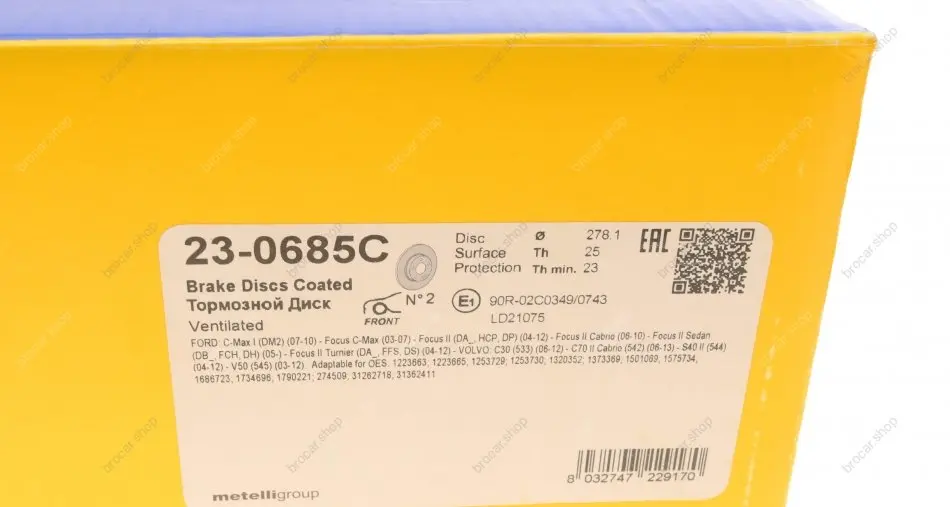 23-0685C
Brake Discs Coated
Тормозной Диск
Ventilated
FRONT
N° 2
Disc Ø 278.1
Surface Th 25
Protection Th min. 23
EAC
E1
90R-02C0349/0743
LD21075
FORD: C-Max I (DM2) (07-10) - Focus C-Max (03-07) - Focus II (DA_, HCP, DP) (04-12) - Focus II Cabrio (06-10) - Focus II Sedan
(DB_, FCH, DH) (05-) - Focus II Turnier (DA_, FFS, DS) (04-12) - VOLVO: C30 (533) (06-12) - C70 II Cabrio (542) (06-13) - S40 II (544)
(04-12) - V50 (545) (03-12). Adaptable for OES: 1223663; 1223665; 1253729; 1253730; 1320352; 1373369; 1501089; 1575734;
1686723; 1734696; 1790221; 274509; 31262718; 31362411
8 032747 229170
metelligroup
brocar.shop